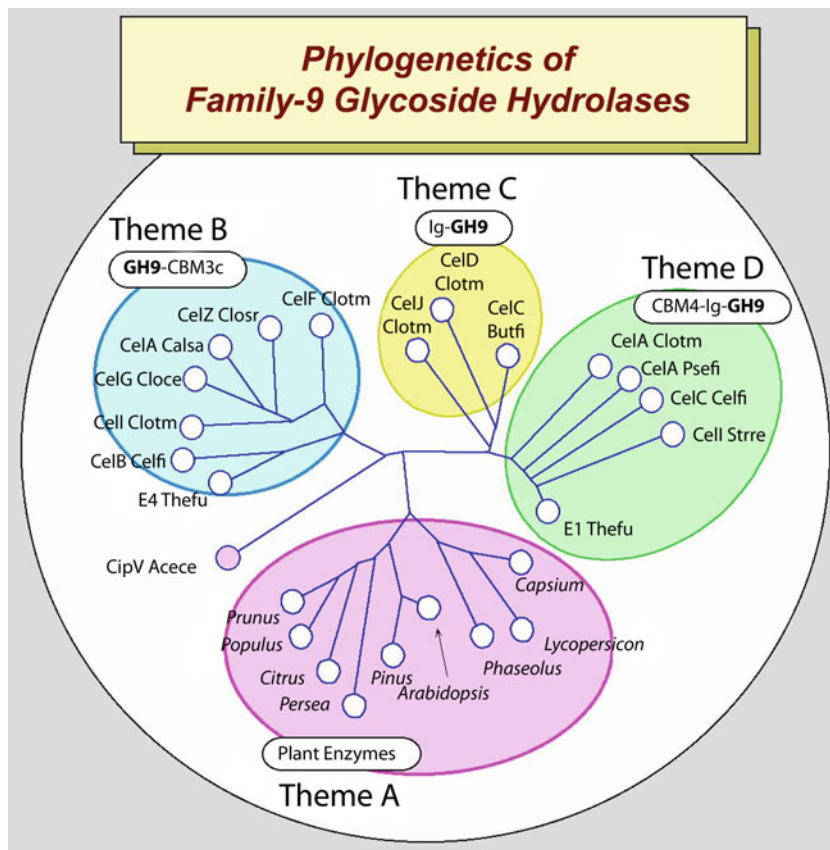 Phylogenetics of
Family-9 Glycoside Hydrolases
Theme B
GH9-CBM3c
CelF Clotm
CelZ Closr
CelA Calsa
CelG Cloce
CelI Clotm
CelB Celfi
E4 Thefu
CipV Acece
Theme C
Ig-GH9
CelD
Clotm
CelJ
Clotm
CelC
Butfi
Theme D
CBM4-Ig-GH9
CelA Clotm
CelA Psefi
CelC Celfi
CelI Strre
E1 Thefu
Capsium
Prunus
Populus
Citrus
Persea
Pinus
Arabidopsis
Phaseolus
Lycopersicon
Plant Enzymes
Theme A